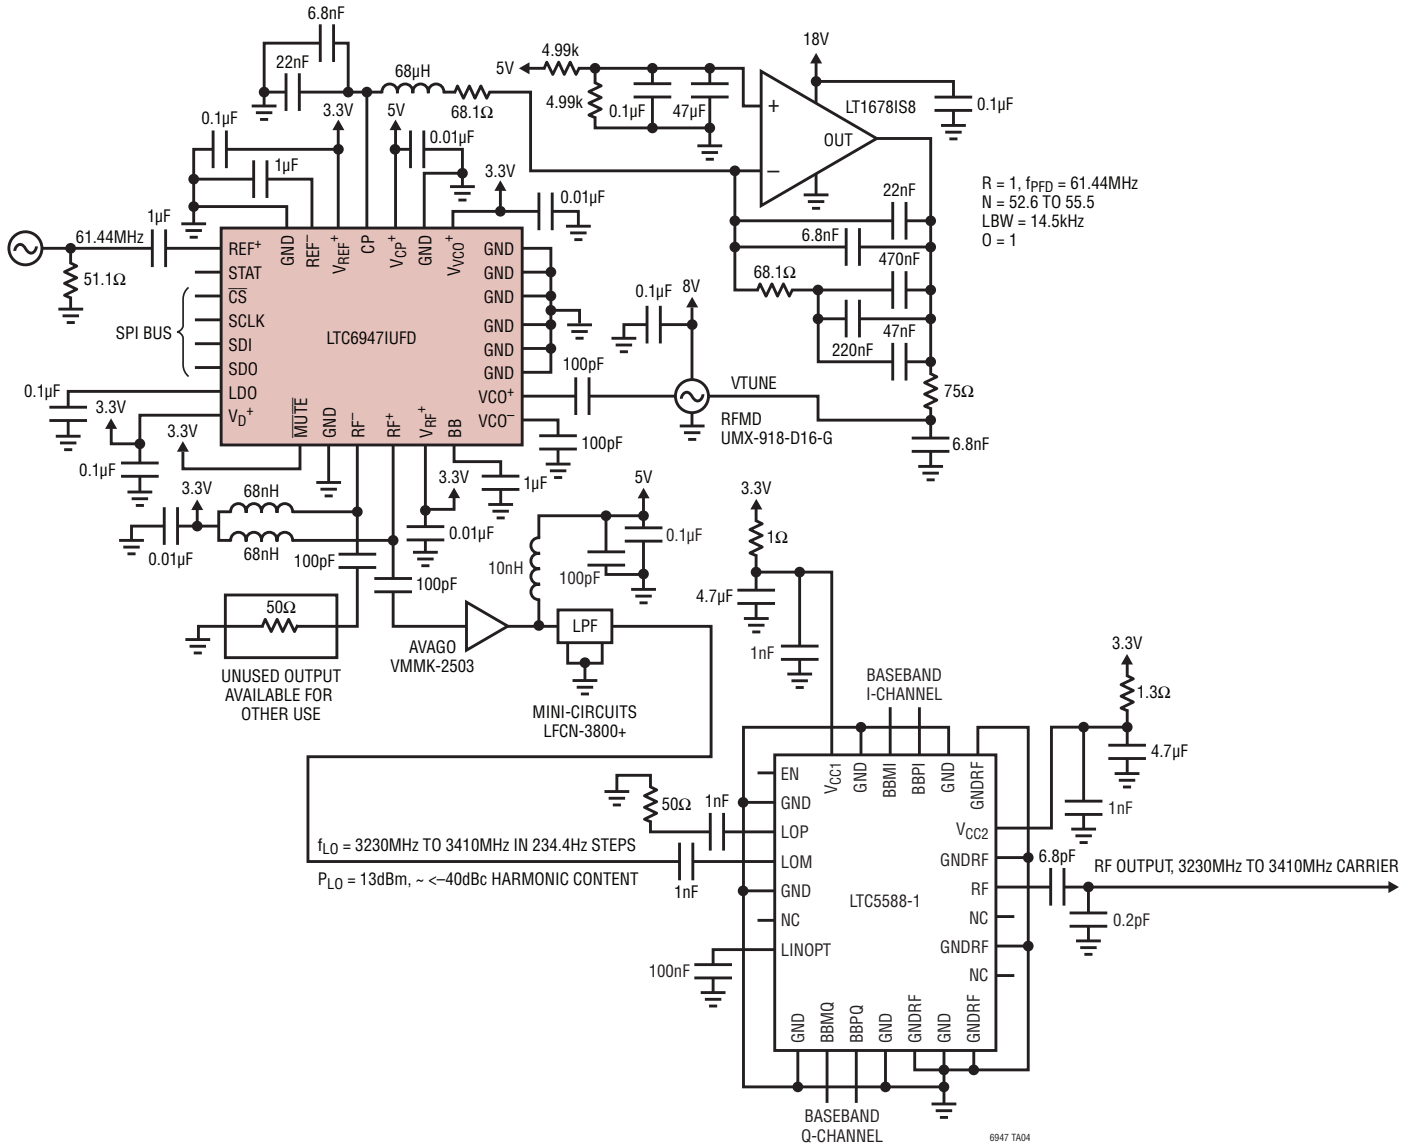 6.8nF
22nF
68µH
68.1Ω
3.3V
5V
0.1µF
0.01µF
1µF
3.3V
0.01µF
1µF
61.44MHz
51.1Ω
SPI BUS
REF+
STAT
CS
SCLK
SDI
SDO
LDO
VD+
GND
REF–
VREF+
CP
VCP+
GND
VVCO+
LTC6947IUFD
GND
GND
GND
GND
GND
GND
VCO+
VCO–
MUTE
GND
RF–
RF+
VRF+
BB
5V
4.99k
4.99k
0.1µF
47µF
18V
LT1678IS8
0.1µF
+
–
OUT
22nF
6.8nF
470nF
68.1Ω
47nF
220nF
75Ω
6.8nF
R = 1, fPFD = 61.44MHz
N = 52.6 TO 55.5
LBW = 14.5kHz
O = 1
0.1µF
8V
100pF
VTUNE
RFMD
UMX-918-D16-G
100pF
0.1µF
3.3V
3.3V
0.1µF
3.3V
68nH
68nH
0.01µF
100pF
100pF
3.3V
0.01µF
1µF
50Ω
UNUSED OUTPUT
AVAILABLE FOR
OTHER USE
AVAGO
VMMK-2503
10nH
5V
0.1µF
100pF
LPF
MINI-CIRCUITS
LFCN-3800+
3.3V
1Ω
4.7µF
1nF
BASEBAND
I-CHANNEL
3.3V
1.3Ω
4.7µF
1nF
50Ω
1nF
fLO = 3230MHz TO 3410MHz IN 234.4Hz STEPS
PLO = 13dBm, ~ <–40dBc HARMONIC CONTENT
1nF
100nF
EN
GND
LOP
LOM
GND
NC
LINOPT
VCC1
GND
BBMI
BBPI
GND
GNDRF
LTC5588-1
VCC2
GNDRF
RF
NC
GNDRF
NC
GND
BBMQ
BBPQ
GND
GNDRF
GND
GNDRF
6.8pF
RF OUTPUT, 3230MHz TO 3410MHz CARRIER
0.2pF
BASEBAND
Q-CHANNEL
6947 TA04